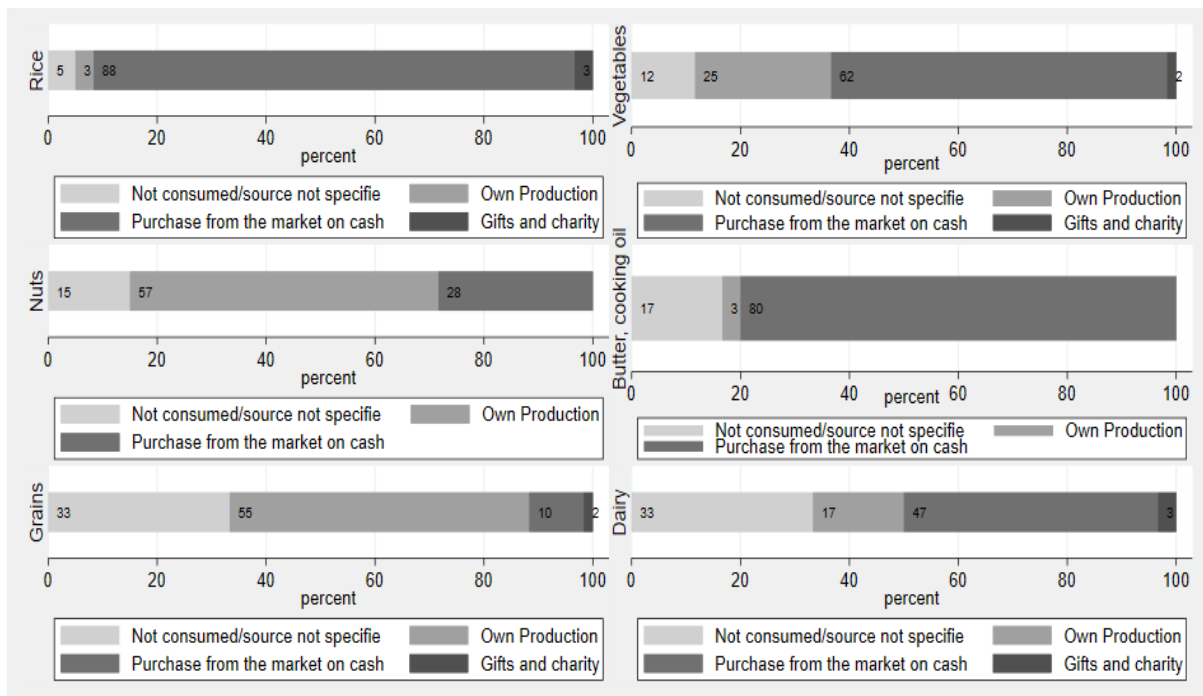 Rice
5 3 88 3
0 20 40 60 80 100
percent
Not consumed/source not specifie Own Production
Purchase from the market on cash Gifts and charity
Vegetables
12 25 62 2
0 20 40 60 80 100
percent
Not consumed/source not specifie Own Production
Purchase from the market on cash Gifts and charity
Nuts
15 57 28
0 20 40 60 80 100
percent
Not consumed/source not specifie Own Production
Purchase from the market on cash
Butter, cooking oil
17 3 80
0 20 40 60 80 100
percent
Not consumed/source not specifie Own Production
Purchase from the market on cash
Grains
33 55 10 2
0 20 40 60 80 100
percent
Not consumed/source not specifie Own Production
Purchase from the market on cash Gifts and charity
Dairy
33 17 47 3
0 20 40 60 80 100
percent
Not consumed/source not specifie Own Production
Purchase from the market on cash Gifts and charity